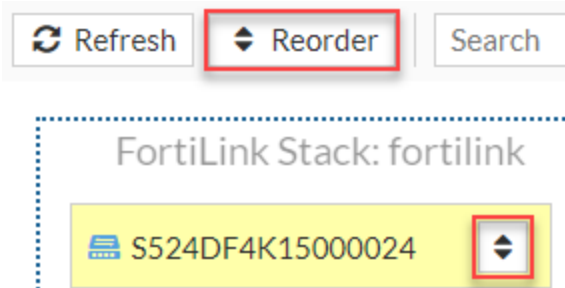 Refresh Reorder Search
FortiLink Stack: fortilink
S524DF4K15000024